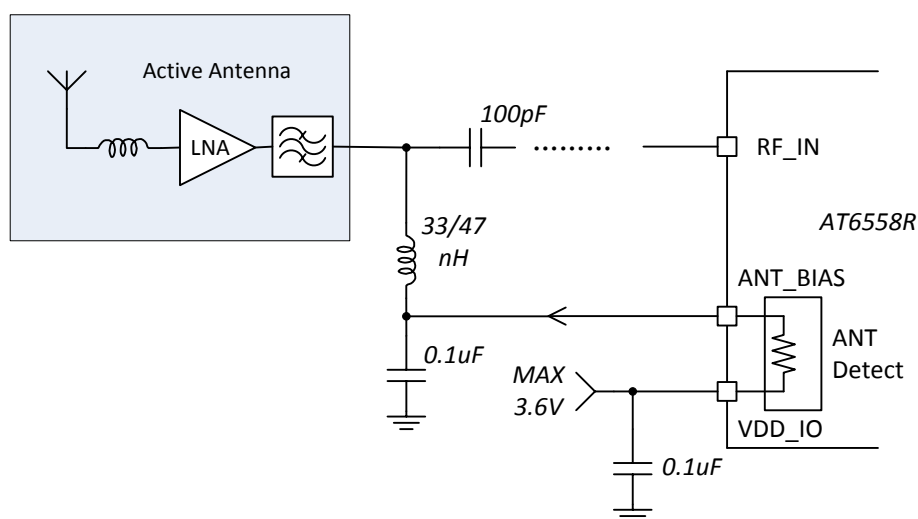 Active Antenna
LNA
100pF
RF_IN
AT6558R
33/47
nH
ANT_BIAS
0.1uF
MAX
3.6V
ANT
Detect
VDD_IO
0.1uF